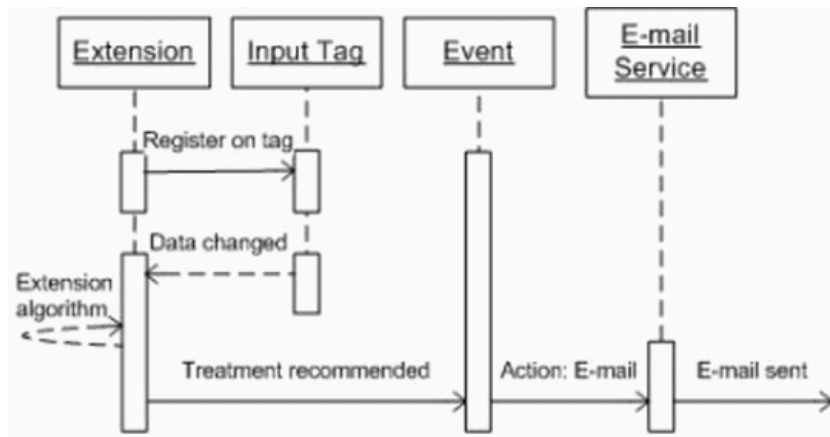 Extension
Input Tag
Event
E-mail
Service
Register on tag
Data changed
Extension
algorithm
Treatment recommended
Action: E-mail
E-mail sent